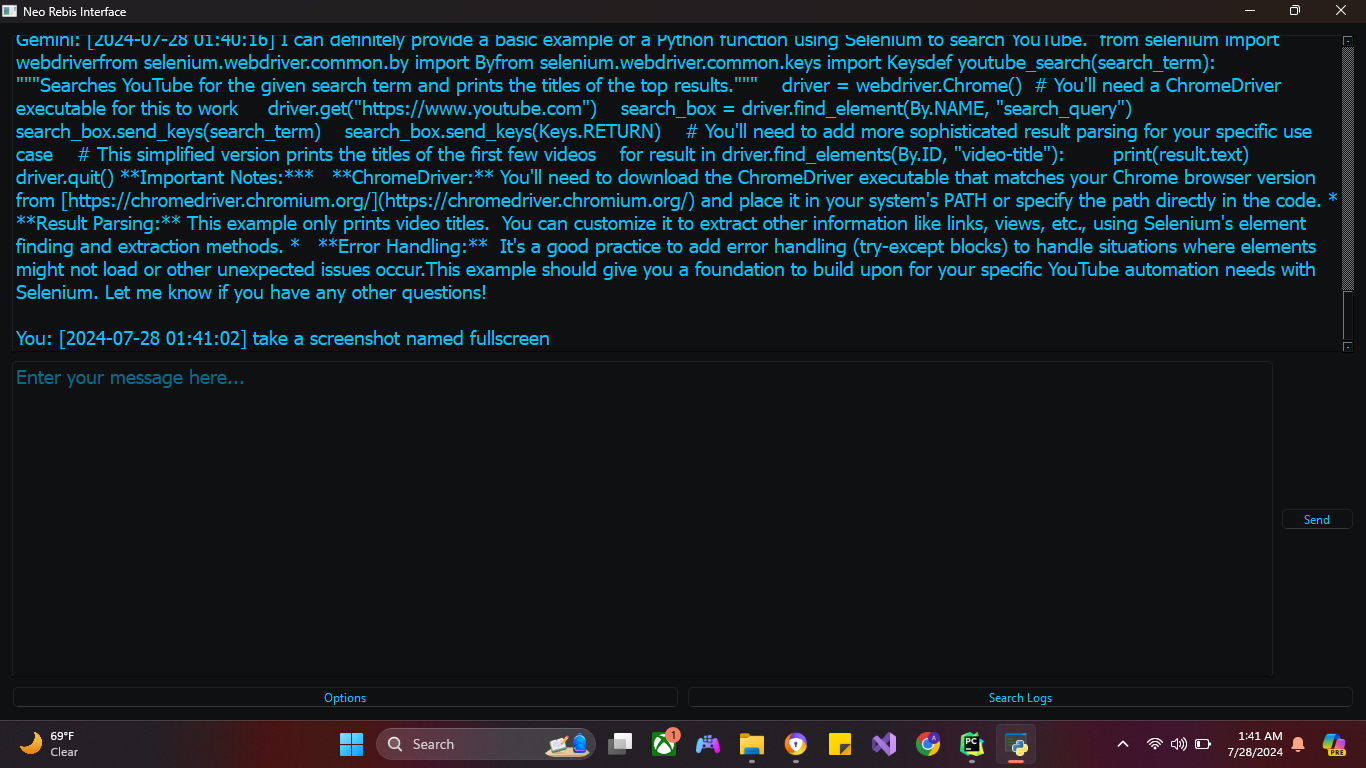 Neo Rebis Interface
Gemini: [2024-07-28 01:40:16] I can definitely provide a basic example of a Python function using Selenium to search YouTube.  from selenium import
webdriverfrom selenium.webdriver.common.by import Byfrom selenium.webdriver.common.keys import Keysdef youtube_search(search_term):
"""Searches YouTube for the given search term and prints the titles of the top results."""    driver = webdriver.Chrome()  # You'll need a ChromeDriver
executable for this to work     driver.get("https://www.youtube.com")    search_box = driver.find_element(By.NAME, "search_query")
search_box.send_keys(search_term)    search_box.send_keys(Keys.RETURN)    # You'll need to add more sophisticated result parsing for your specific use
case    # This simplified version prints the titles of the first few videos    for result in driver.find_elements(By.ID, "video-title"):        print(result.text)
driver.quit() **Important Notes:***   **ChromeDriver:** You'll need to download the ChromeDriver executable that matches your Chrome browser version
from [https://chromedriver.chromium.org/](https://chromedriver.chromium.org/) and place it in your system's PATH or specify the path directly in the code. *
**Result Parsing:** This example only prints video titles.  You can customize it to extract other information like links, views, etc., using Selenium's element
finding and extraction methods. *   **Error Handling:**  It's a good practice to add error handling (try-except blocks) to handle situations where elements
might not load or other unexpected issues occur.This example should give you a foundation to build upon for your specific YouTube automation needs with
Selenium. Let me know if you have any other questions!
You: [2024-07-28 01:41:02] take a screenshot named fullscreen
Enter your message here...
Send
Options
Search Logs
69°F
Clear
Search
1
A
PC
1:41 AM
7/28/2024
PRE